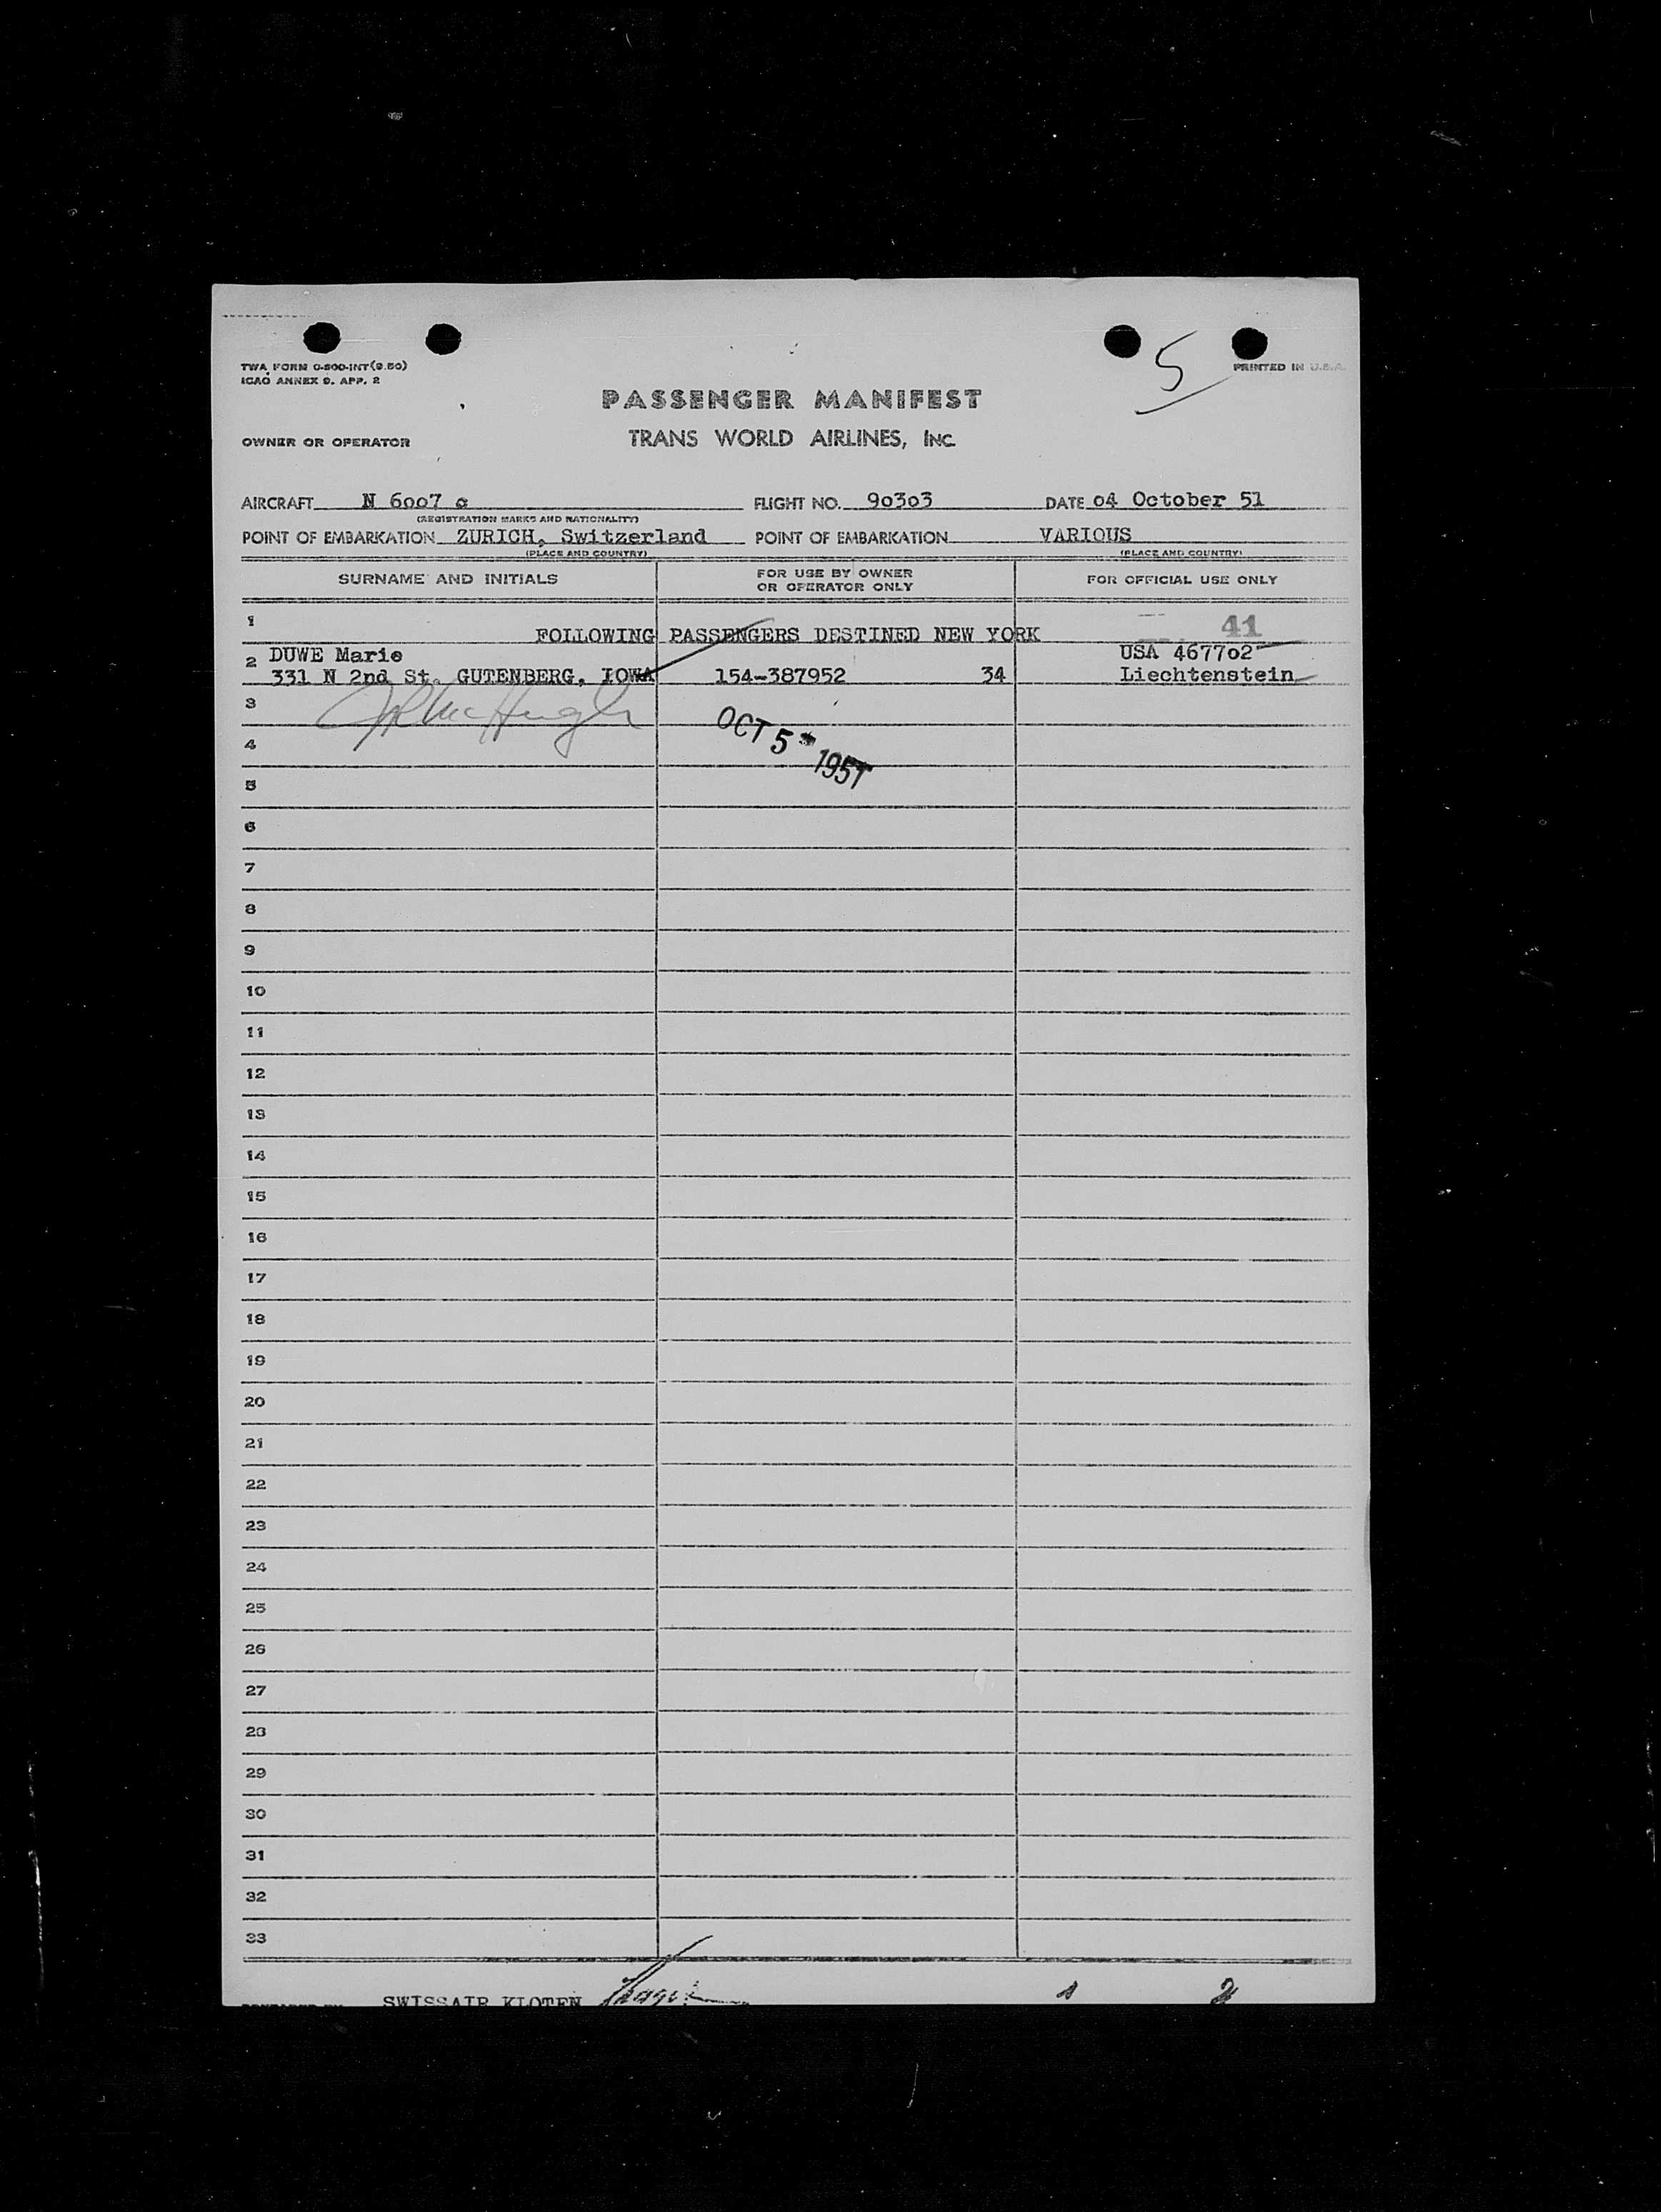 5
TWA FORM O-800-INT (9.50)
ICAO ANNEX 9. APP. 2
PRINTED IN U.S.A.
PASSENGER MANIFEST
OWNER OR OPERATOR TRANS WORLD AIRLINES, INC.
AIRCRAFT N 6007 c FLIGHT NO. 90303 DATE 04 October 51
(REGISTRATION MARKS AND NATIONALITY)
POINT OF EMBARKATION ZURICH, Switzerland POINT OF EMBARKATION VARIOUS
(PLACE AND COUNTRY) (PLACE AND COUNTRY)
SURNAME AND INITIALS FOR USE BY OWNER OR OPERATOR ONLY FOR OFFICIAL USE ONLY
1 FOLLOWING PASSENGERS DESTINED NEW YORK 41
2 DUWE Marie USA 467702
331 N 2nd St. GUTENBERG, IOWA 154-387952 34 Liechtenstein
3
OCT 5 1951
4
5
6
7
8
9
10
11
12
13
14
15
16
17
18
19
20
21
22
23
24
25
26
27
28
29
30
31
32
33
SWISSAIR KLOTEN 1 2